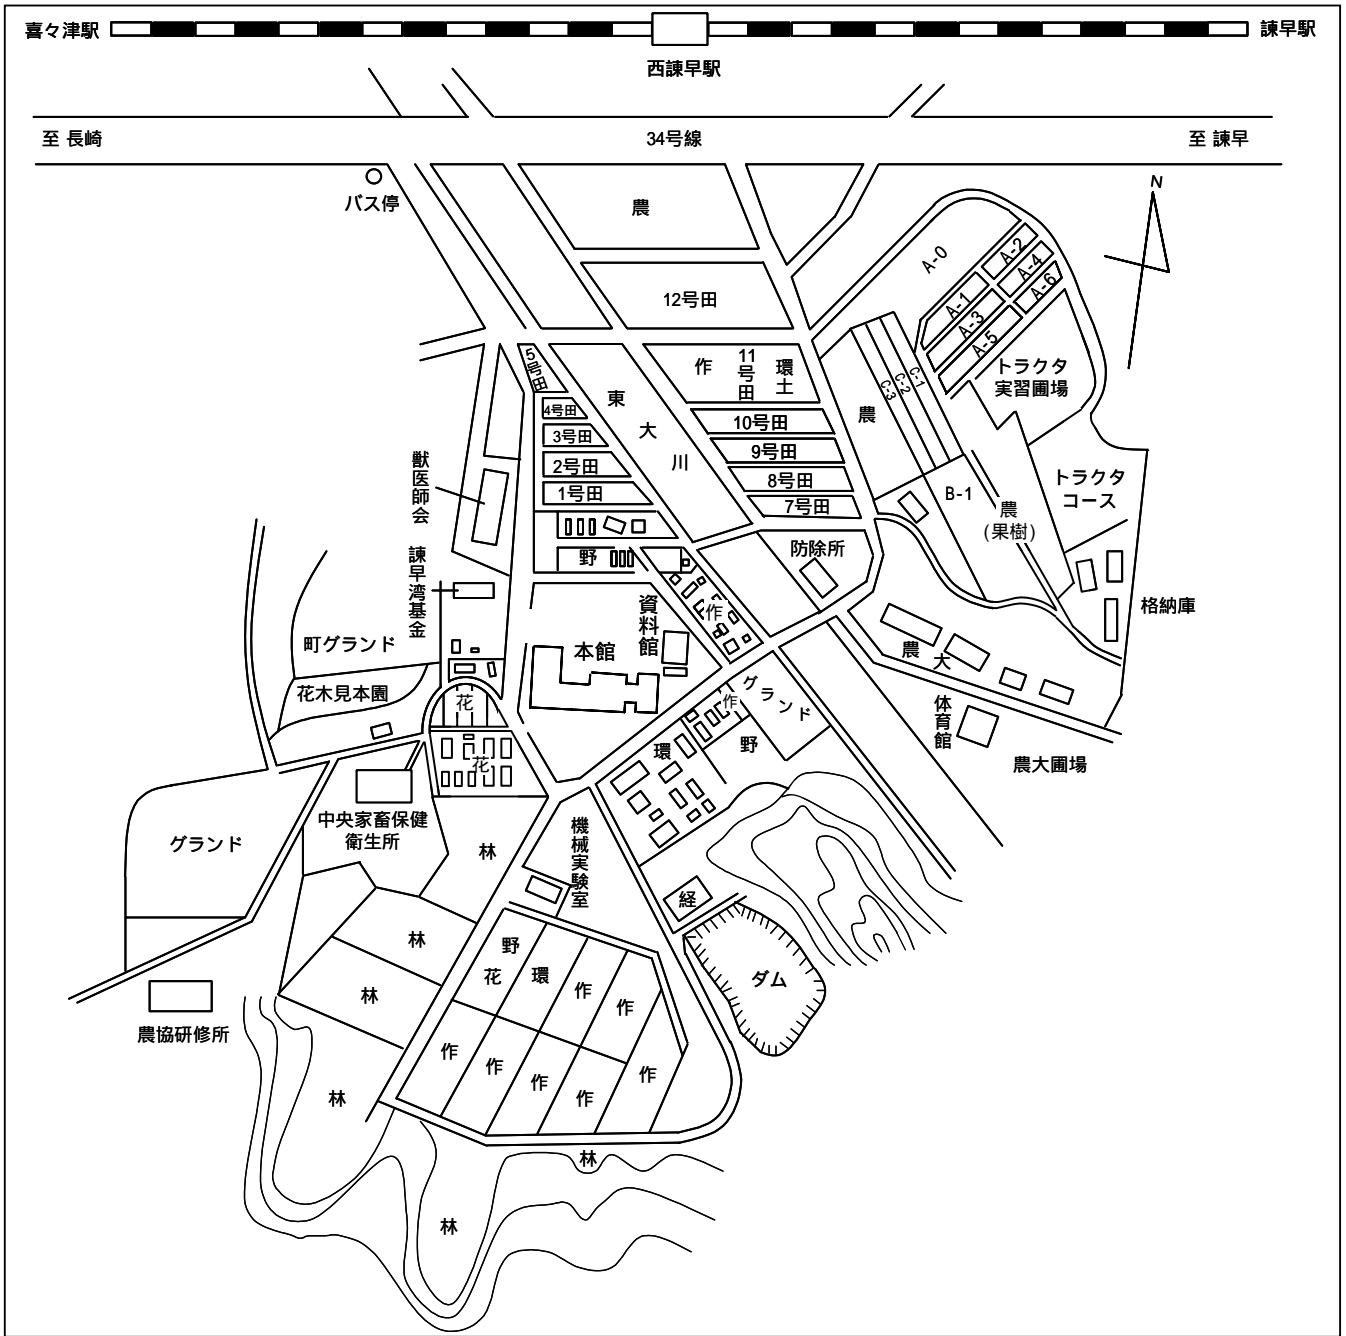 喜々津駅
諫早駅
西諫早駅
至 長崎
34号線
至 諫早
バス停
N
農
A-0
A-2
A-4
A-6
A-1
A-3
A-5
12号田
トラクタ
実習圃場
5号田
作
11号田
環土
C-1
C-2
C-3
農
東大川
4号田
3号田
2号田
1号田
10号田
9号田
8号田
7号田
獣医師会
B-1
農
(果樹)
トラクタ
コース
野
防除所
諫早湾基金
格納庫
作
資料館
町グランド
本館
農大
花木見本園
花
作
グランド
体育館
環
野
花
農大圃場
中央家畜保健
衛生所
グランド
林
機械実験室
経
林
野
花
環
作
作
ダム
林
農協研修所
作
作
作
作
作
林
林
林